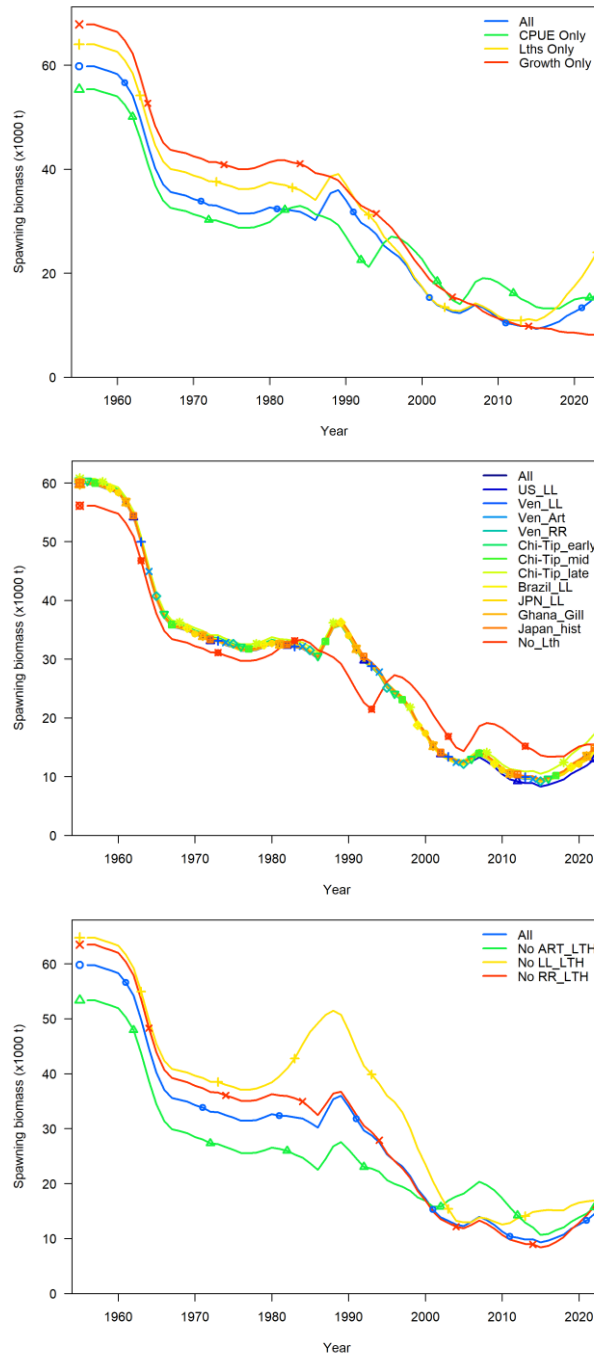 All
CPUE Only
Lths Only
Growth Only
Spawning biomass (x1000 t)
60
40
20
0
1960 1970 1980 1990 2000 2010 2020
Year
All
US_LL
Ven_LL
Ven_Art
Ven_RR
Chi-Tip_early
Chi-Tip_mid
Chi-Tip_late
Brazil_LL
JPN_LL
Ghana_Gill
Japan_hist
No_Lth
Spawning biomass (x1000 t)
60
50
40
30
20
10
0
1960 1970 1980 1990 2000 2010 2020
Year
All
No ART_LTH
No LL_LTH
No RR_LTH
Spawning biomass (x1000 t)
60
50
40
30
20
10
0
1960 1970 1980 1990 2000 2010 2020
Year